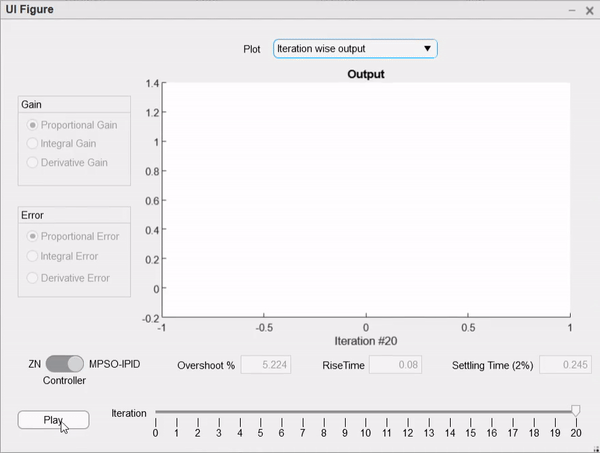 UI Figure
Plot
Iteration wise output
Output
Gain
Proportional Gain
Integral Gain
Derivative Gain
Error
Proportional Error
Integral Error
Derivative Error
1.4
1.2
1
0.8
0.6
0.4
0.2
0
-0.2
-1 -0.5 0 0.5 1
Iteration #20
ZN MPSO-IPID
Controller
Overshoot % 5.224 RiseTime 0.08 Settling Time (2%) 0.245
Play
Iteration
0 1 2 3 4 5 6 7 8 9 10 11 12 13 14 15 16 17 18 19 20